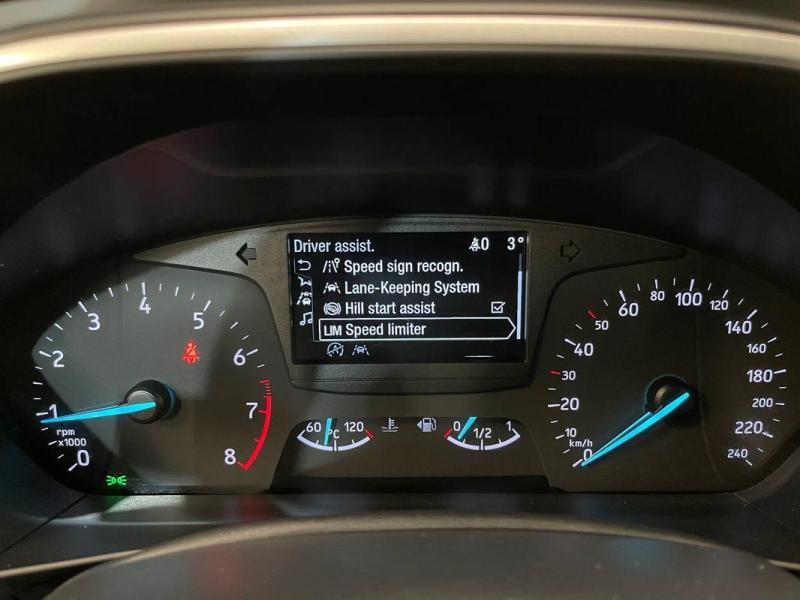 Driver assist. 0 3°
Speed sign recogn.
Lane-Keeping System
Hill start assist
LIM Speed limiter
0
1
2
3
4
5
6
7
8
rpm
x1000
60 °C 120
0 1/2 1
0
10
20
30
40
50
60
80
100
120
140
160
180
200
220
240
km/h